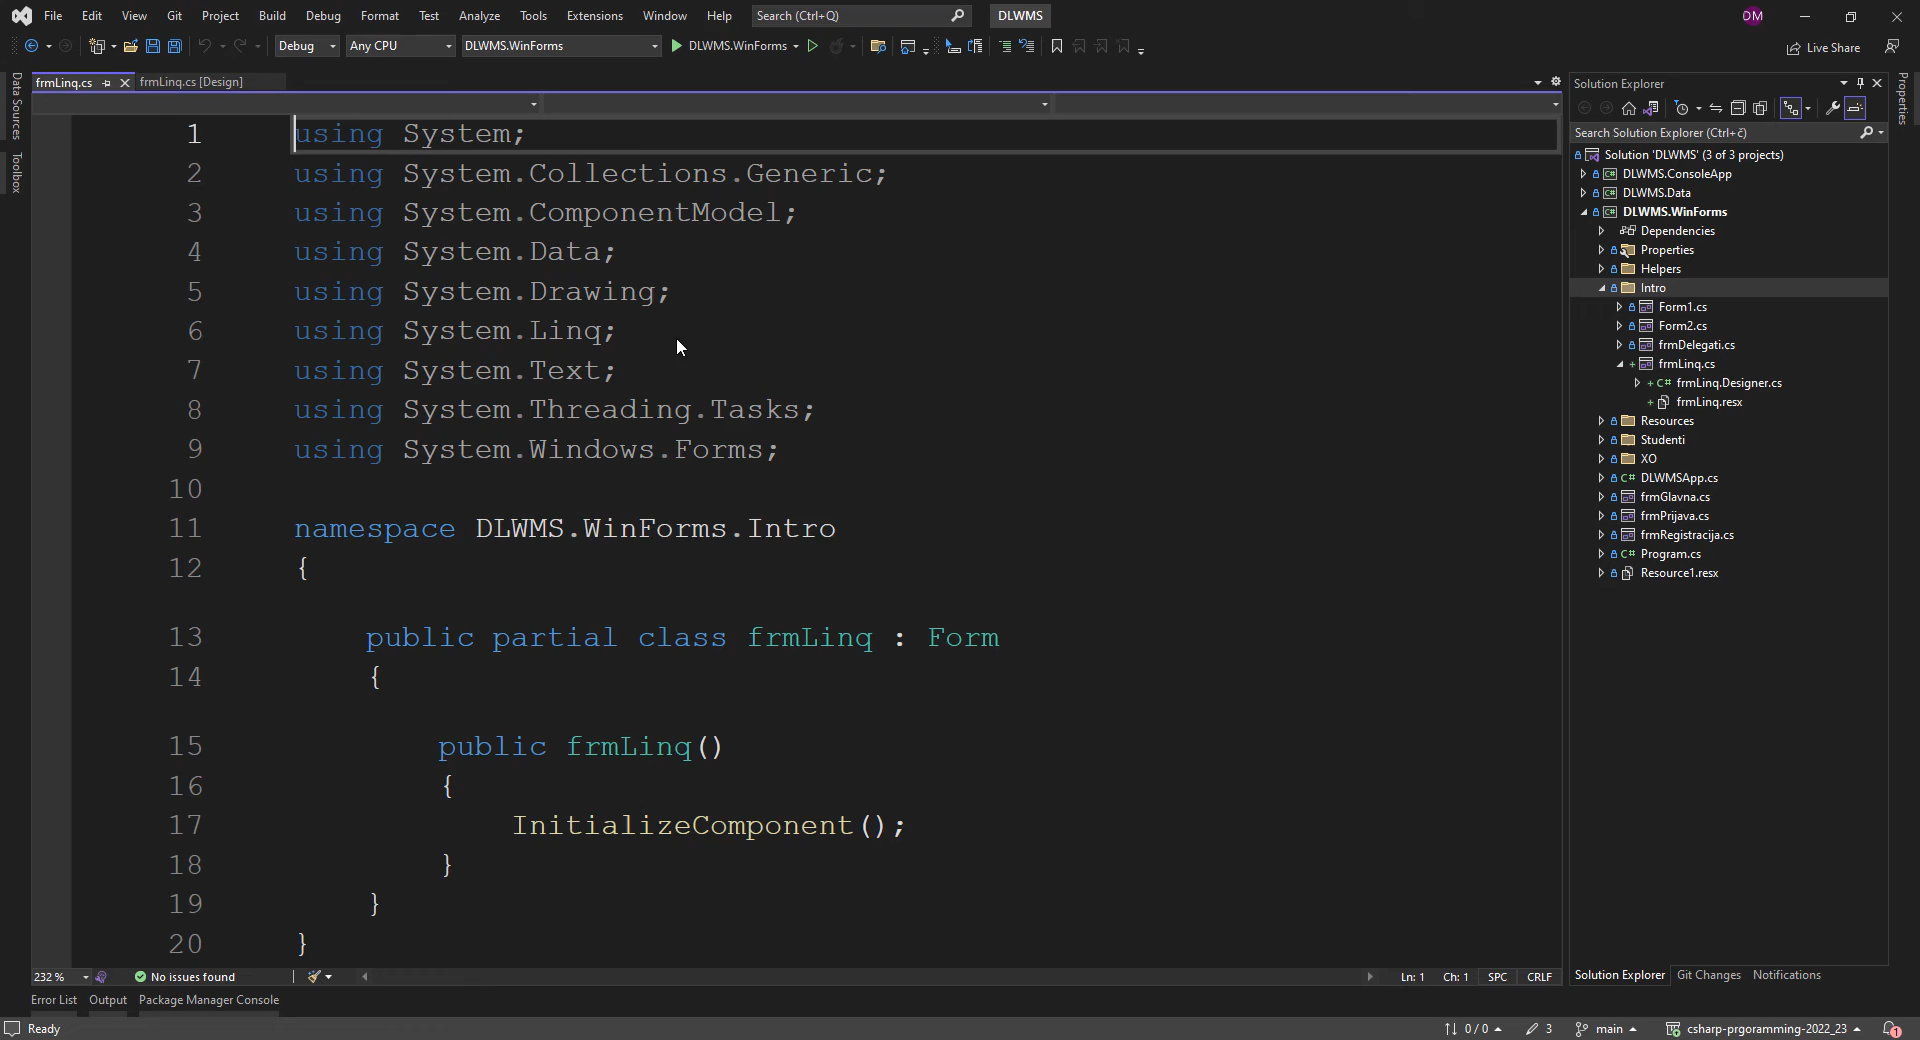 File Edit View Git Project Build Debug Format Test Analyze Tools Extensions Window Help Search (Ctrl+Q) DLWMS DM
Debug Any CPU DLWMS.WinForms DLWMS.WinForms Live Share
frmLinq.cs frmLinq.cs [Design]
Data Sources
Toolbox
1 using System;
2 using System.Collections.Generic;
3 using System.ComponentModel;
4 using System.Data;
5 using System.Drawing;
6 using System.Linq;
7 using System.Text;
8 using System.Threading.Tasks;
9 using System.Windows.Forms;
10
11 namespace DLWMS.WinForms.Intro
12 {
13 public partial class frmLinq : Form
14 {
15 public frmLinq()
16 {
17 InitializeComponent();
18 }
19 }
20 }
232 % No issues found Ln: 1 Ch: 1 SPC CRLF
Solution Explorer
Search Solution Explorer (Ctrl+č)
Solution 'DLWMS' (3 of 3 projects)
C# DLWMS.ConsoleApp
C# DLWMS.Data
C# DLWMS.WinForms
Dependencies
Properties
Helpers
Intro
Form1.cs
Form2.cs
frmDelegati.cs
+ frmLinq.cs
+ C# frmLinq.Designer.cs
+ frmLinq.resx
Resources
Studenti
XO
C# DLWMSApp.cs
frmGlavna.cs
frmPrijava.cs
frmRegistracija.cs
C# Program.cs
Resource1.resx
Solution Explorer Git Changes Notifications
Properties
Error List Output Package Manager Console
Ready 0 / 0 3 main csharp-prgoramming-2022_23 1